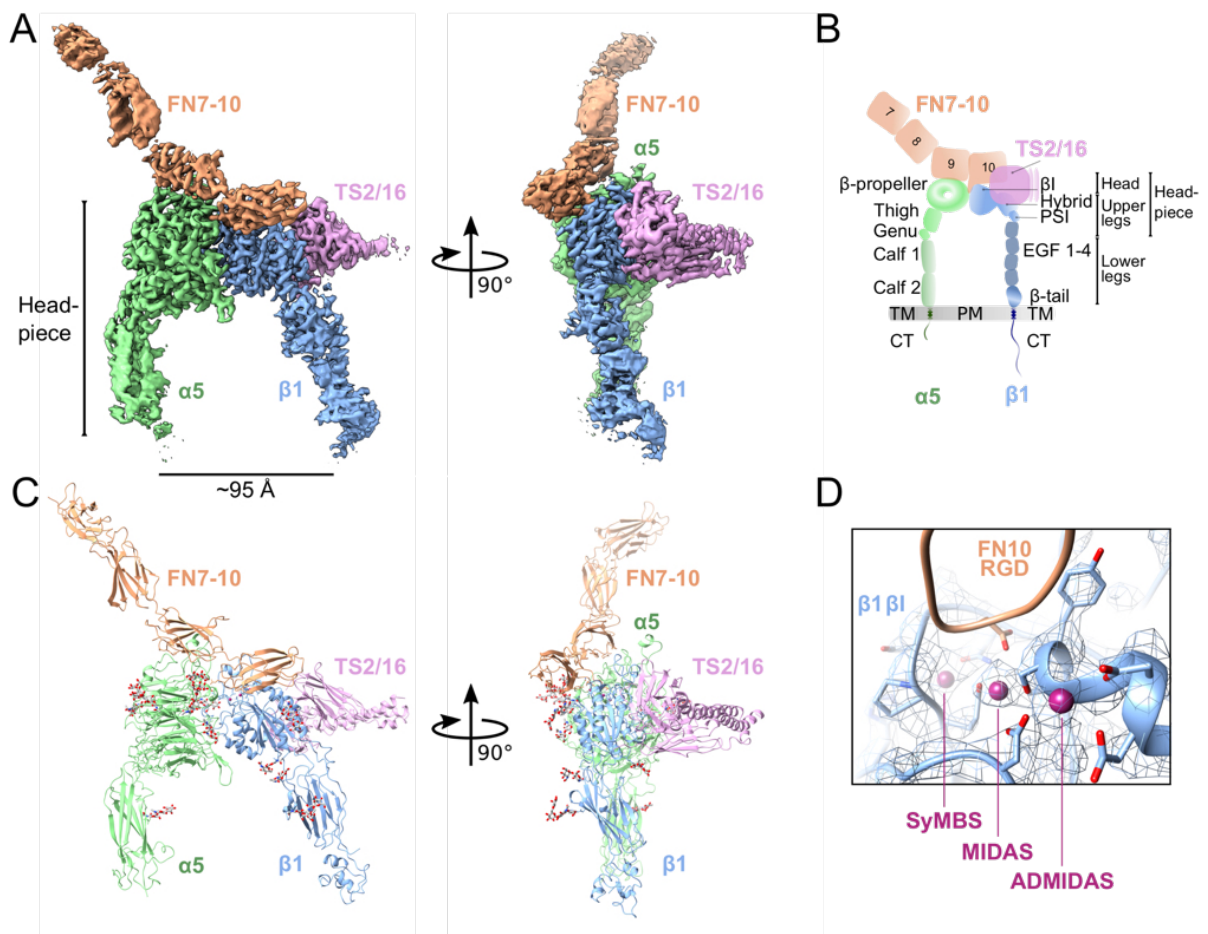 A
FN7-10
TS2/16
Head-
piece
α5
β1
~95 Å
90°
FN7-10
α5
TS2/16
β1
B
7
8
9
10
FN7-10
TS2/16
β-propeller
Thigh
Genu
Calf 1
Calf 2
βI
Hybrid
PSI
EGF 1-4
β-tail
Head
Upper
legs
Head-
piece
Lower
legs
TM
PM
TM
CT
CT
α5
β1
C
FN7-10
TS2/16
α5
β1
90°
FN7-10
α5
TS2/16
β1
D
FN10
RGD
β1 βI
SyMBS
MIDAS
ADMIDAS